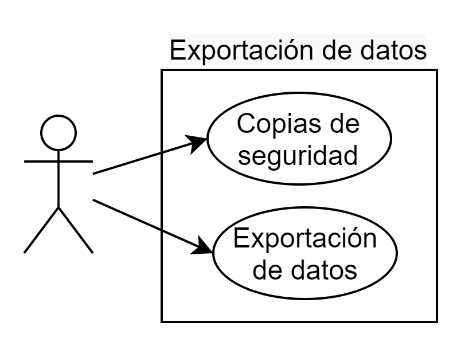 Exportación de datos
Copias de
seguridad
Exportación
de datos